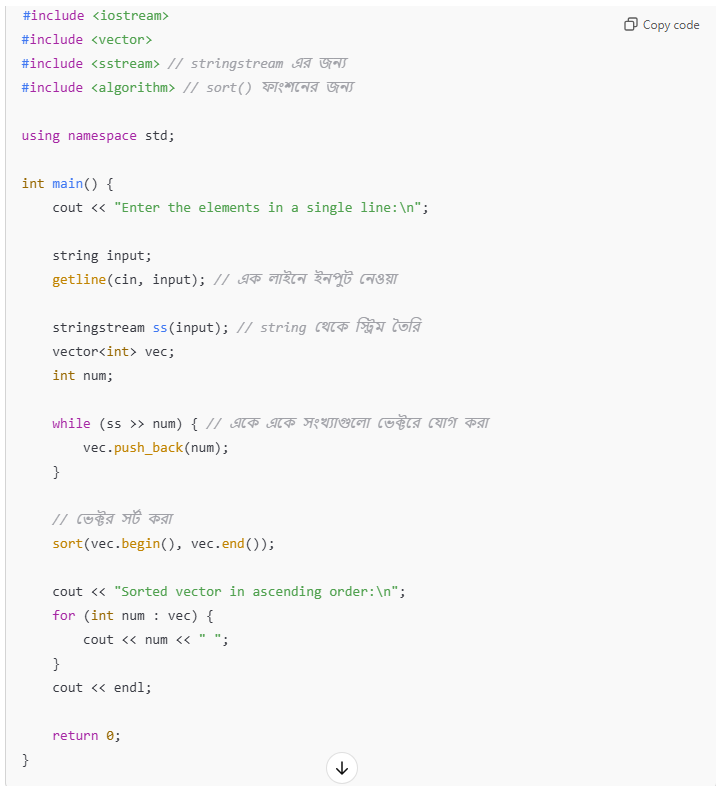 #include <iostream>
Copy code
#include <vector>
#include <sstream> // stringstream এর জন্য
#include <algorithm> // sort() ফাংশনের জন্য
using namespace std;
int main() {
cout << "Enter the elements in a single line:\n";
string input;
getline(cin, input); // এক লাইনে ইনপুট নেওয়া
stringstream ss(input); // string থেকে স্ট্রিম তৈরি
vector<int> vec;
int num;
while (ss >> num) { // একে একে সংখ্যাগুলো ভেক্টরে যোগ করা
vec.push_back(num);
}
// ভেক্টর সর্ট করা
sort(vec.begin(), vec.end());
cout << "Sorted vector in ascending order:\n";
for (int num : vec) {
cout << num << " ";
}
cout << endl;
return 0;
}